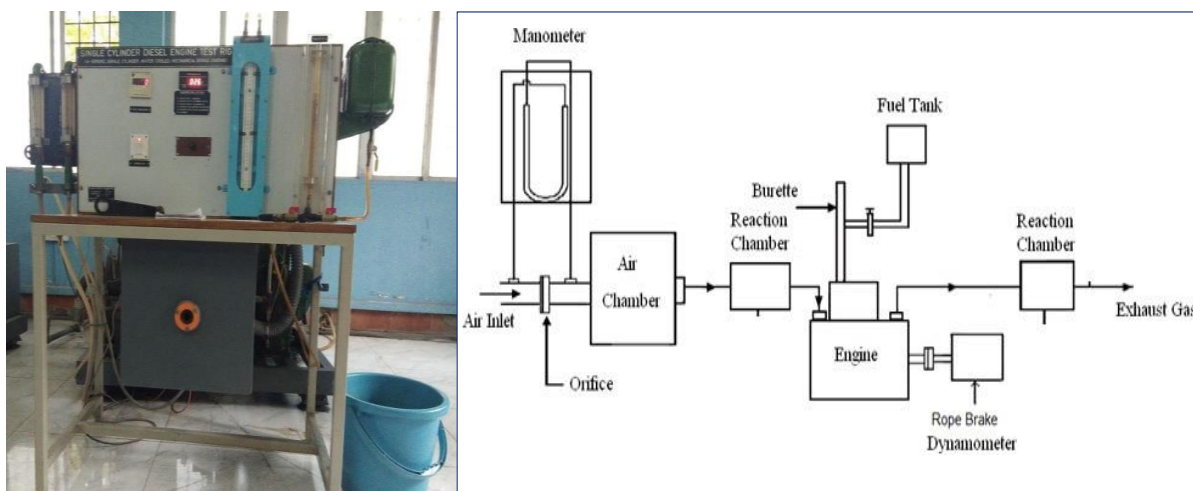 SINGLE CYLINDER DIESEL ENGINE TEST RIG
Manometer
Fuel Tank
Burette
Reaction
Chamber
Reaction
Chamber
Air
Chamber
Air Inlet
Exhaust Gas
Engine
Orifice
Rope Brake
Dynamometer